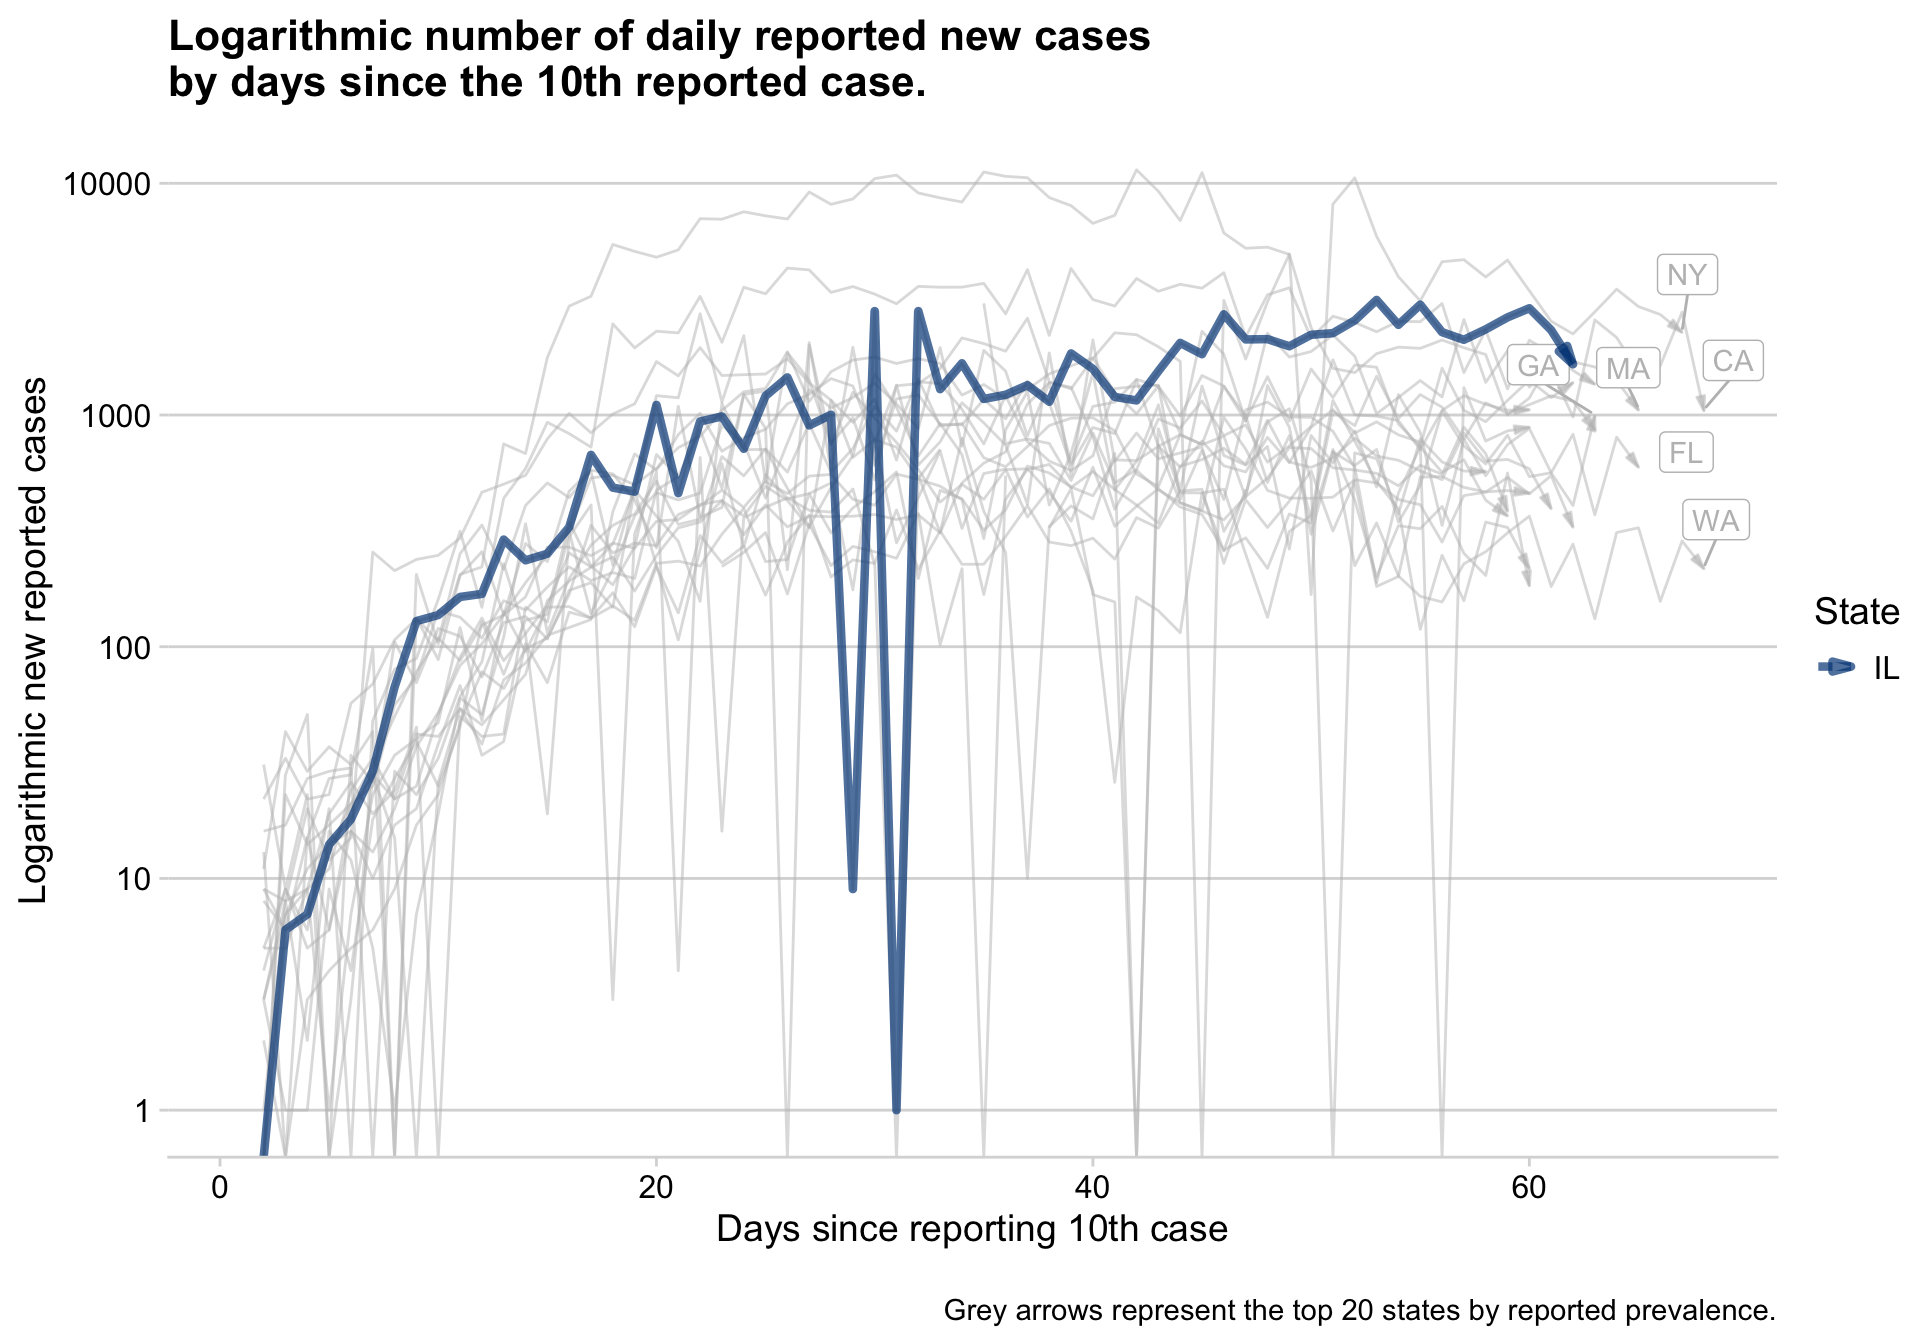 Logarithmic number of daily reported new cases
by days since the 10th reported case.
Logarithmic new reported cases
10000
1000
100
10
1
NY
GA
MA
CA
FL
WA
State
IL
0
20
40
60
Days since reporting 10th case
Grey arrows represent the top 20 states by reported prevalence.